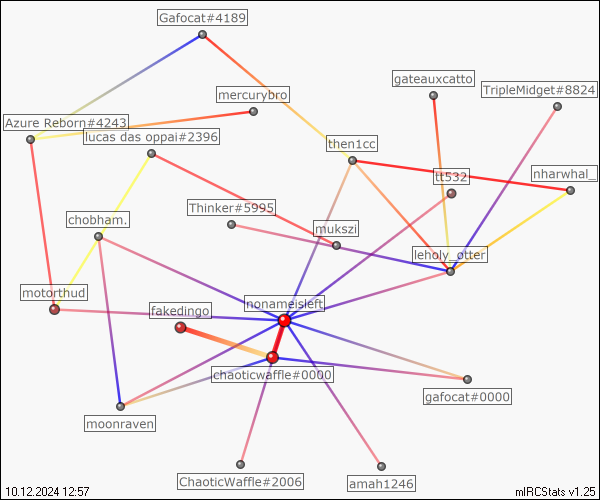 Gafocat#4189
gateauxcatto
TripleMidget#8824
mercurybro
Azure Reborn#4243
lucas das oppai#2396
then1cc
tt532
nharwhal_
Thinker#5995
chobham.
mukszi
leholy_otter
motorthud
fakedingo
nonameisleft
chaoticwaffle#0000
gafocat#0000
moonraven
ChaoticWaffle#2006
amah1246
10.12.2024 12:57
mIRCStats v1.25